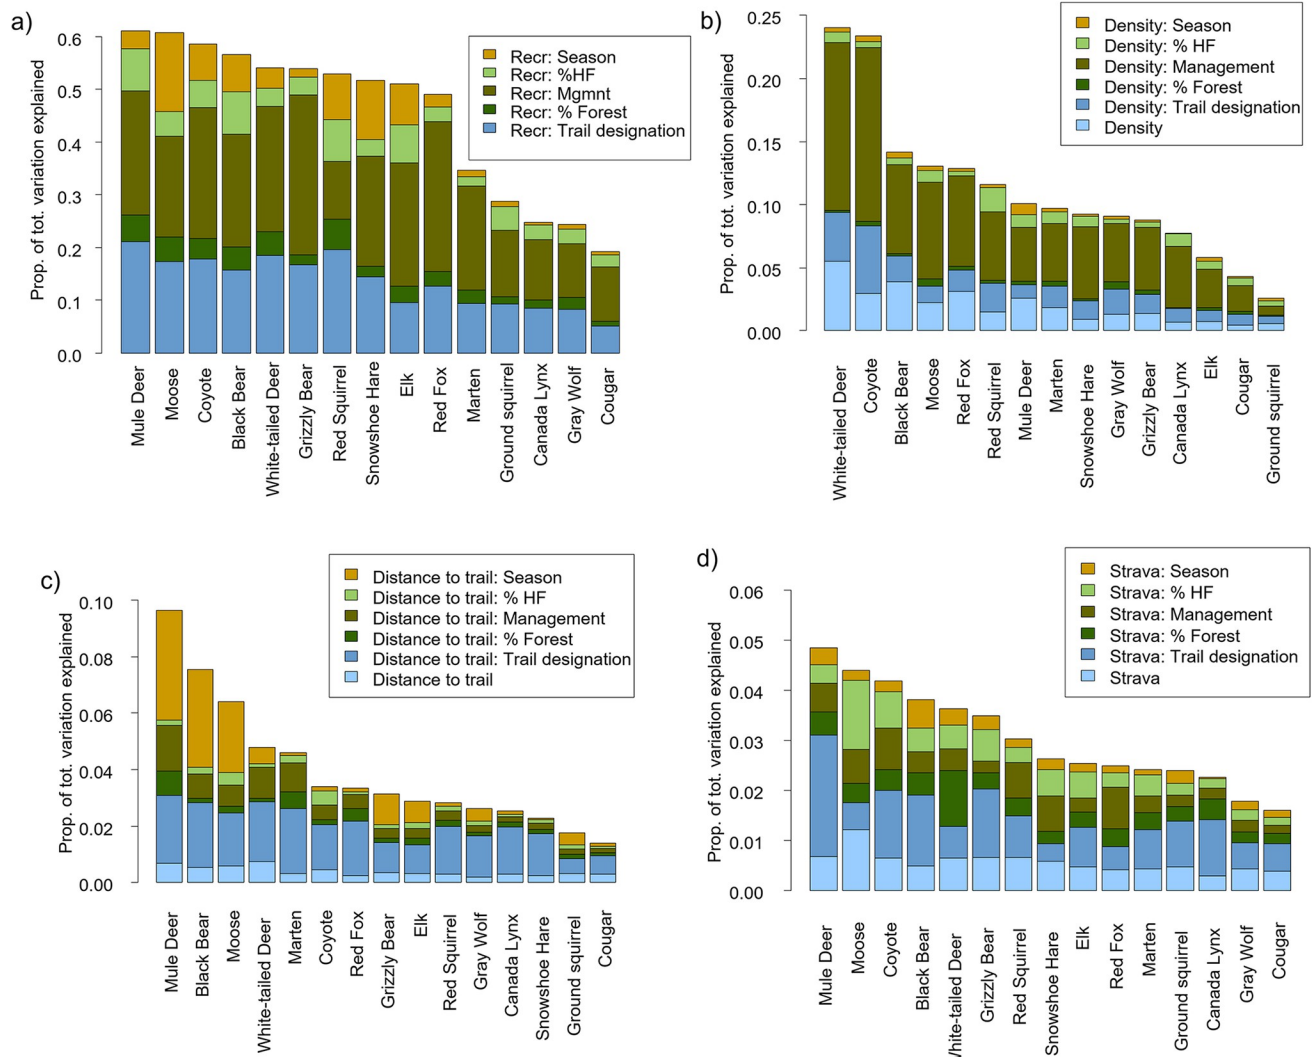 a)
Prop. of tot. variation explained
0.6
0.5
0.4
0.3
0.2
0.1
0.0
Recr: Season
Recr: %HF
Recr: Mgmnt
Recr: % Forest
Recr: Trail designation
Mule Deer
Moose
Coyote
Black Bear
White-tailed Deer
Grizzly Bear
Red Squirrel
Snowshoe Hare
Elk
Red Fox
Marten
Ground squirrel
Canada Lynx
Gray Wolf
Cougar
b)
Prop. of tot. variation explained
0.25
0.20
0.15
0.10
0.05
0.00
Density: Season
Density: % HF
Density: Management
Density: % Forest
Density: Trail designation
Density
White-tailed Deer
Coyote
Black Bear
Moose
Red Fox
Red Squirrel
Mule Deer
Marten
Snowshoe Hare
Gray Wolf
Grizzly Bear
Canada Lynx
Elk
Cougar
Ground squirrel
c)
Prop. of tot. variation explained
0.10
0.08
0.06
0.04
0.02
0.00
Distance to trail: Season
Distance to trail: % HF
Distance to trail: Management
Distance to trail: % Forest
Distance to trail: Trail designation
Distance to trail
Mule Deer
Black Bear
Moose
White-tailed Deer
Marten
Coyote
Red Fox
Grizzly Bear
Elk
Red Squirrel
Gray Wolf
Canada Lynx
Snowshoe Hare
Ground squirrel
Cougar
d)
Prop. of tot. variation explained
0.06
0.05
0.04
0.03
0.02
0.01
0.00
Strava: Season
Strava: % HF
Strava: Management
Strava: % Forest
Strava: Trail designation
Strava
Mule Deer
Moose
Coyote
Black Bear
hite-tailed Deer
Grizzly Bear
Red Squirrel
Snowshoe Hare
Elk
Red Fox
Marten
Ground squirrel
Canada Lynx
Gray Wolf
Cougar